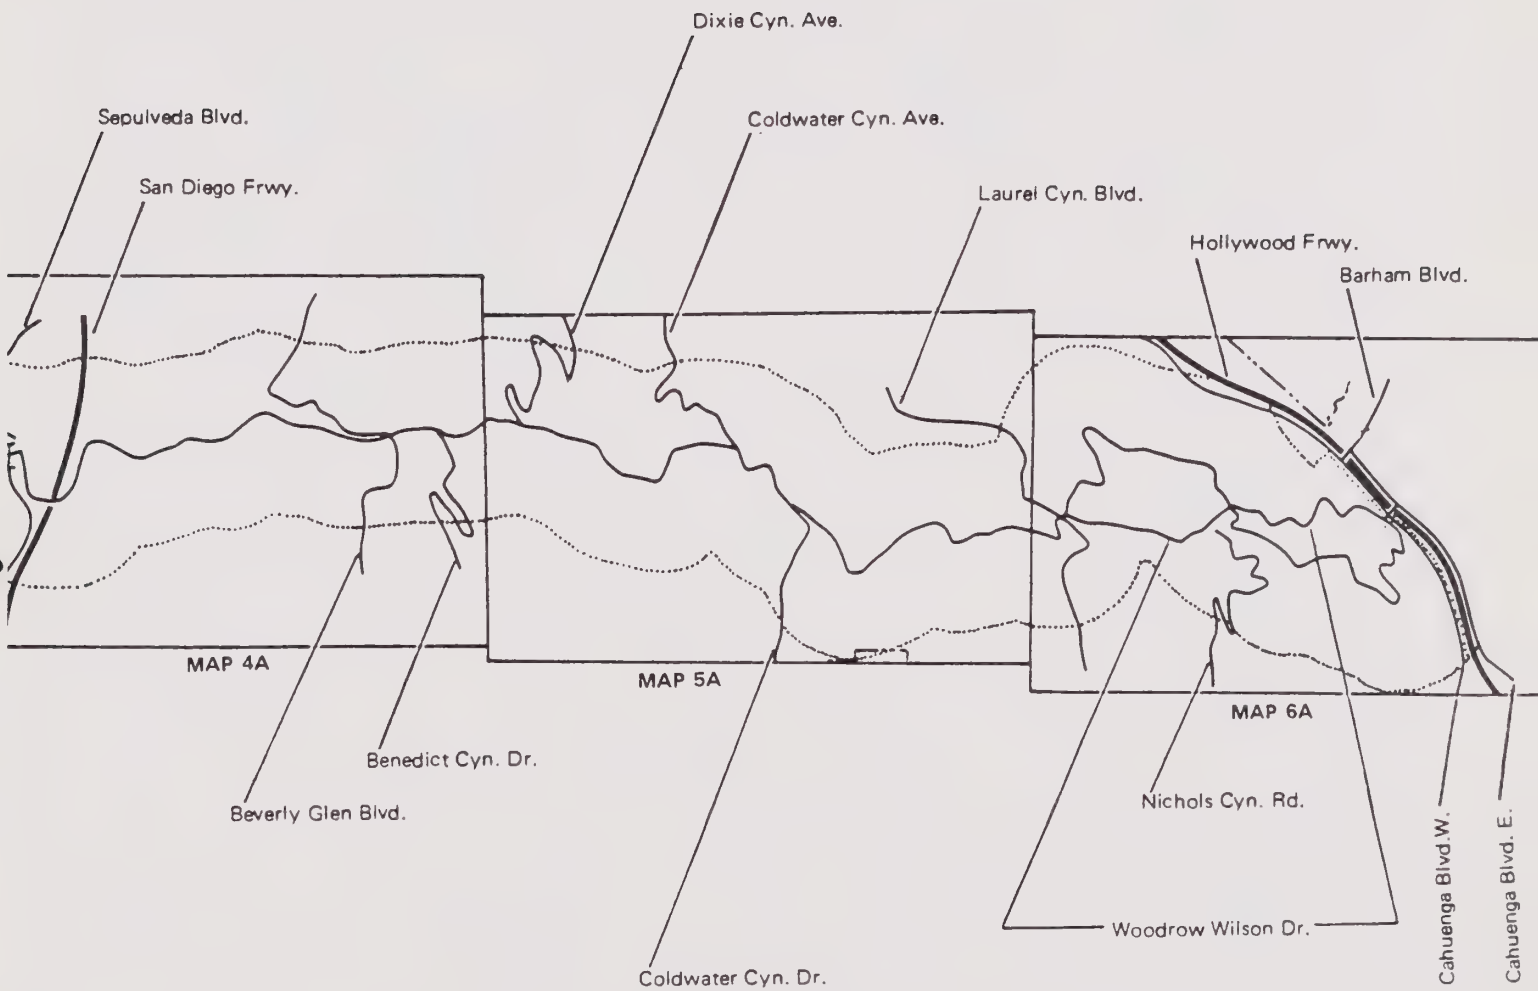 Dixie Cyn. Ave.
Sepulveda Blvd.
Coldwater Cyn. Ave.
San Diego Frwy.
Laurel Cyn. Blvd.
Hollywood Frwy.
Barham Blvd.
MAP 4A
MAP 5A
MAP 6A
Benedict Cyn. Dr.
Beverly Glen Blvd.
Nichols Cyn. Rd.
Woodrow Wilson Dr.
Coldwater Cyn. Dr.
Cahuenga Blvd.W.
Cahuenga Blvd. E.